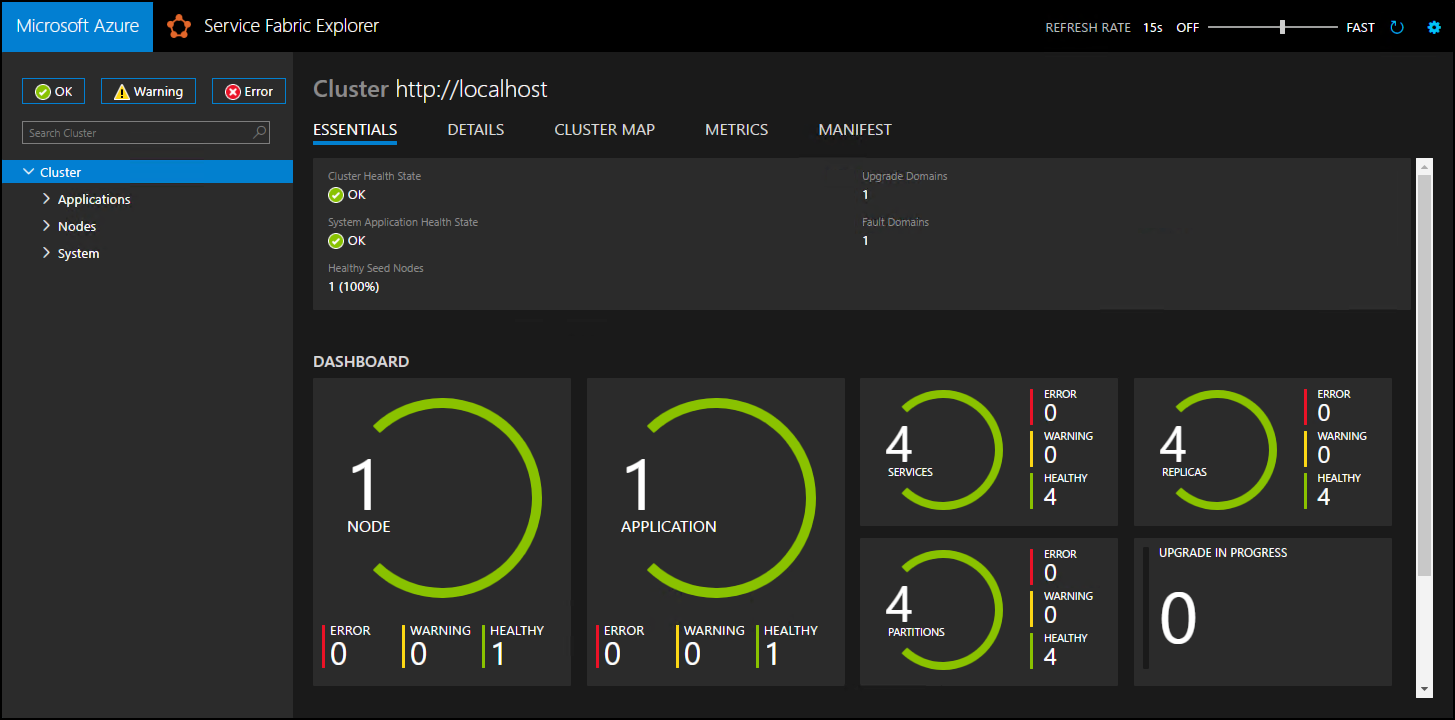 Microsoft Azure
Service Fabric Explorer
REFRESH RATE 15s OFF FAST
OK Warning Error
Search Cluster
Cluster
Applications
Nodes
System
Cluster http://localhost
ESSENTIALS DETAILS CLUSTER MAP METRICS MANIFEST
Cluster Health State
OK
System Application Health State
OK
Healthy Seed Nodes
1 (100%)
Upgrade Domains
1
Fault Domains
1
DASHBOARD
1
NODE
ERROR WARNING HEALTHY
0 0 1
1
APPLICATION
ERROR WARNING HEALTHY
0 0 1
4
SERVICES
ERROR
0
WARNING
0
HEALTHY
4
4
REPLICAS
ERROR
0
WARNING
0
HEALTHY
4
4
PARTITIONS
ERROR
0
WARNING
0
HEALTHY
4
UPGRADE IN PROGRESS
0